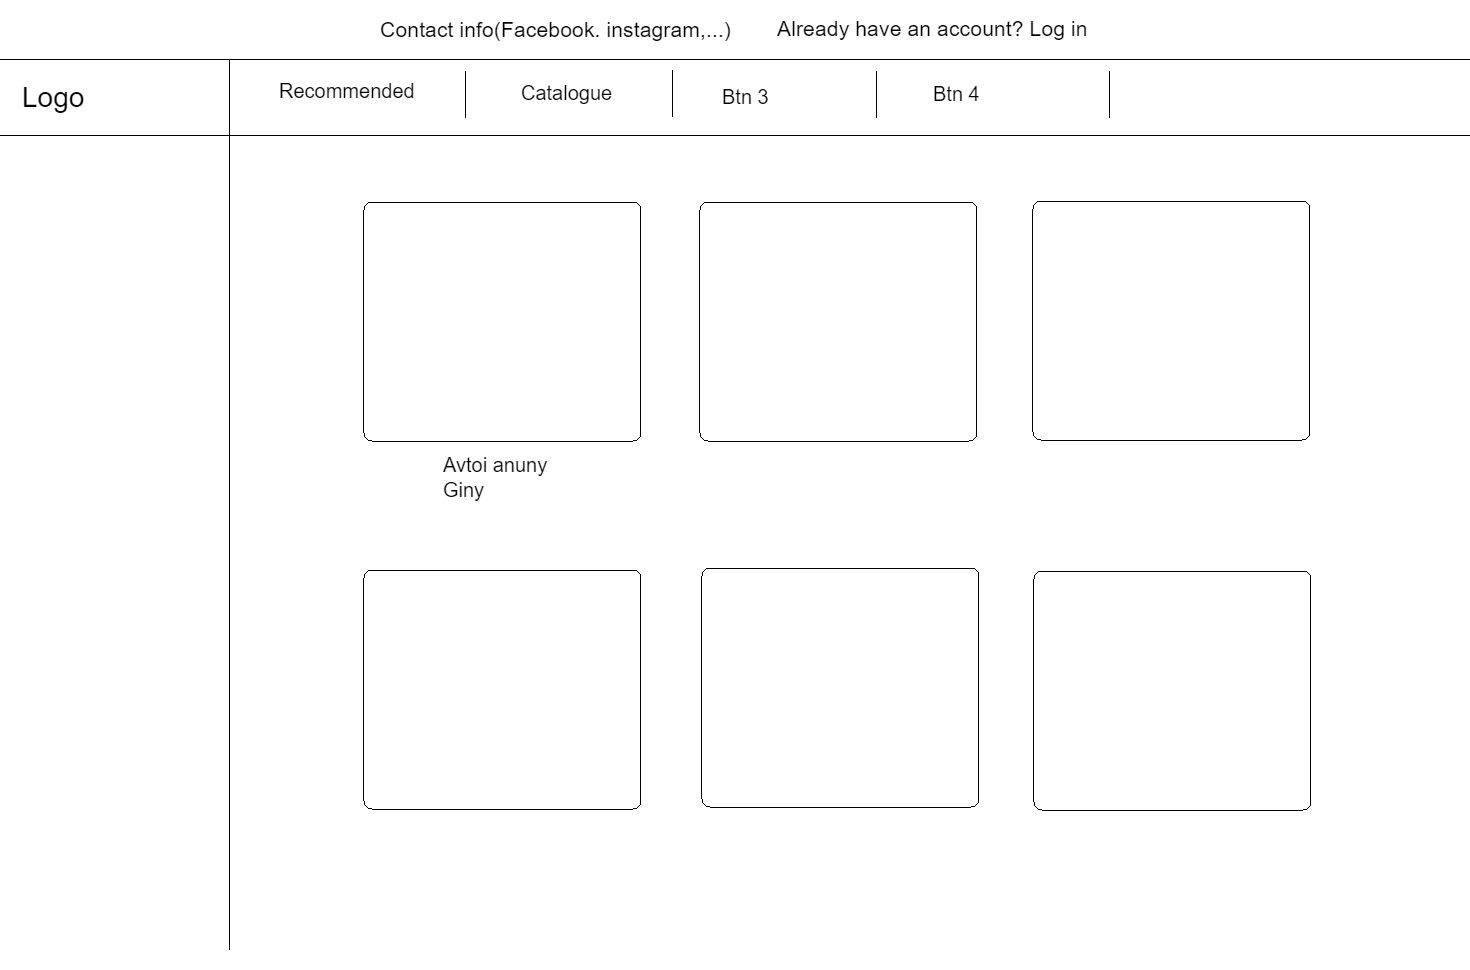 Contact info(Facebook. instagram,...) Already have an account? Log in
Logo Recommended Catalogue Btn 3 Btn 4
Avtoi anuny
Giny